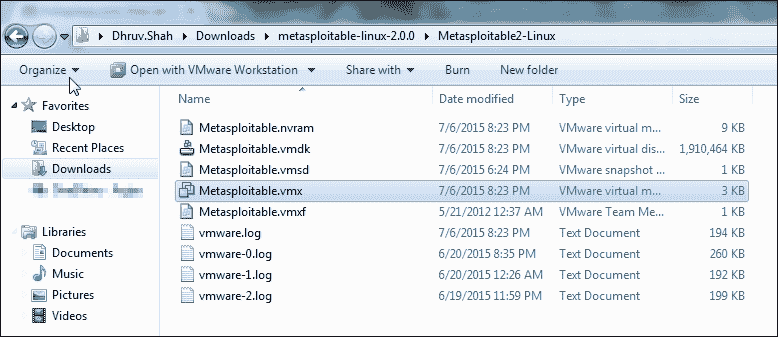 Dhruv.Shah Downloads metasploitable-linux-2.0.0 Metasploitable2-Linux
Organize Open with VMware Workstation Share with Burn New folder
Name Date modified Type Size
Favorites
Desktop
Recent Places
Downloads
Libraries
Documents
Music
Pictures
Videos
Metasploitable.nvram 7/6/2015 8:23 PM VMware virtual m... 9 KB
Metasploitable.vmdk 7/6/2015 8:23 PM VMware virtual dis... 1,910,464 KB
Metasploitable.vmsd 7/6/2015 6:24 PM VMware snapshot ... 1 KB
Metasploitable.vmx 7/6/2015 8:23 PM VMware virtual m... 3 KB
Metasploitable.vmxf 5/21/2012 12:37 AM VMware Team Me... 1 KB
vmware.log 7/6/2015 8:23 PM Text Document 194 KB
vmware-0.log 6/20/2015 8:35 PM Text Document 260 KB
vmware-1.log 6/20/2015 12:26 AM Text Document 192 KB
vmware-2.log 6/19/2015 11:59 PM Text Document 199 KB